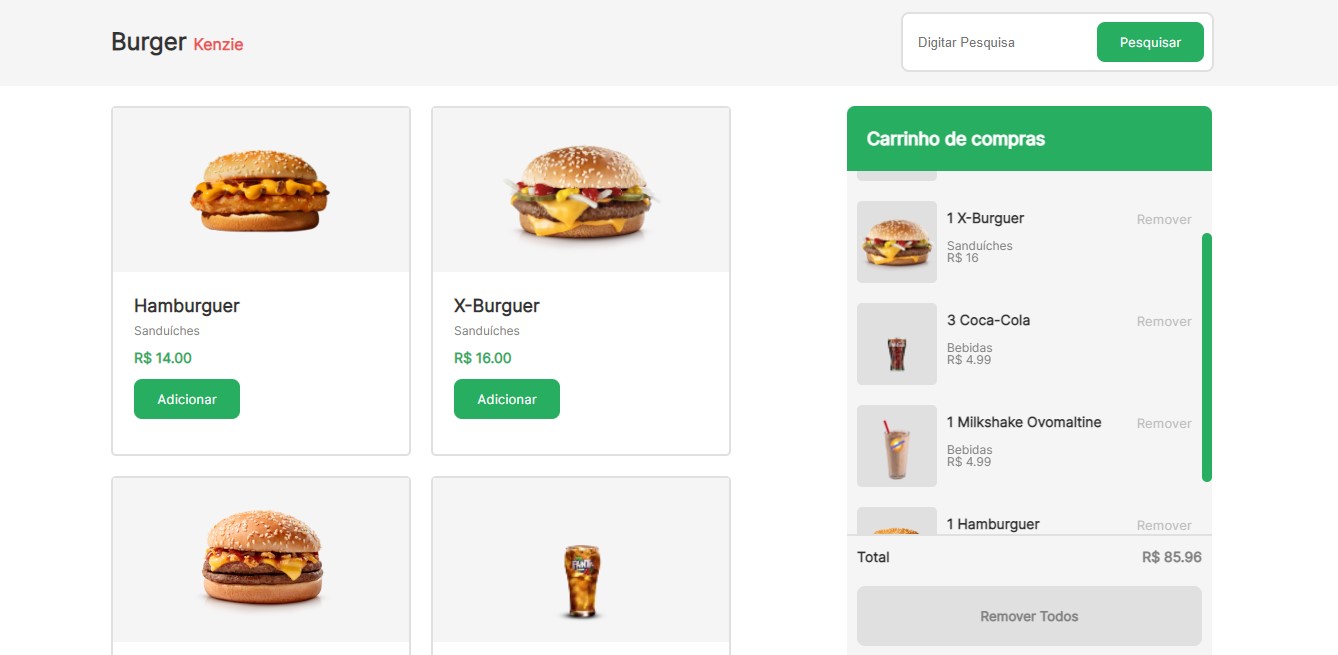 Burger Kenzie
Digitar Pesquisa
Pesquisar
Hamburguer
Sanduíches
R$ 14.00
Adicionar
X-Burguer
Sanduíches
R$ 16.00
Adicionar
Carrinho de compras
1 X-Burguer
Remover
Sanduíches
R$ 16
3 Coca-Cola
Remover
Bebidas
R$ 4.99
1 Milkshake Ovomaltine
Remover
Bebidas
R$ 4.99
1 Hamburguer
Remover
Total
R$ 85.96
Remover Todos